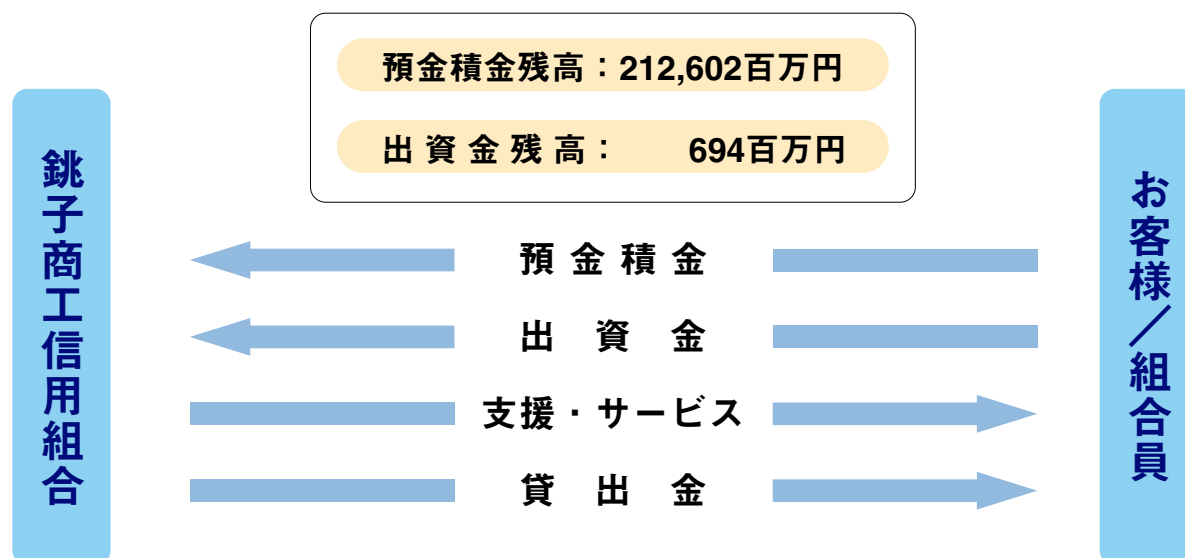 預金積金残高：212,602百万円
出資金残高：　694百万円
銚子商工信用組合
預金積金
出資金
支援・サービス
貸出金
お客様／組合員